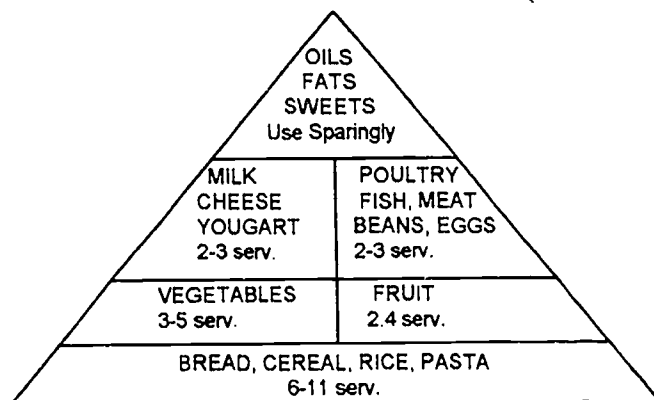 OILS
FATS
SWEETS
Use Sparingly
MILK
CHEESE
YOUGART
2-3 serv.
POULTRY
FISH, MEAT
BEANS, EGGS
2-3 serv.
VEGETABLES
3-5 serv.
FRUIT
2.4 serv.
BREAD, CEREAL, RICE, PASTA
6-11 serv.